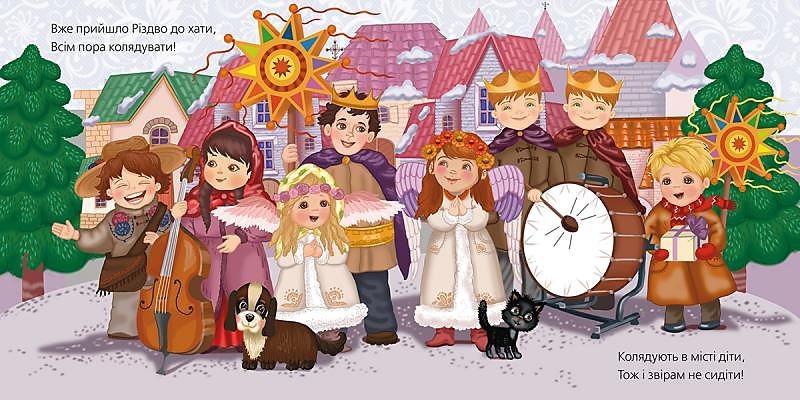 Вже прийшло Різдво до хати,
Всім пора колядувати!
Колядують в місті діти,
Тож і звірам не сидіти!